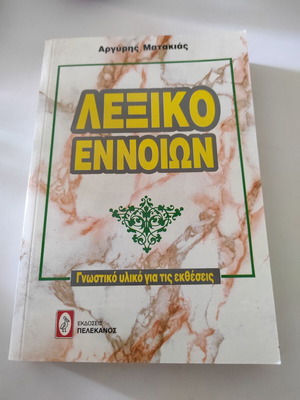 Αργύρης Ματακιάς
ΛΕΞΙΚΟ
ΕΝΝΟΙΩΝ
Γνωστικό υλικό για τις εκθέσεις
ΕΚΔΟΣΕΙΣ
ΠΕΛΕΚΑΝΟΣ